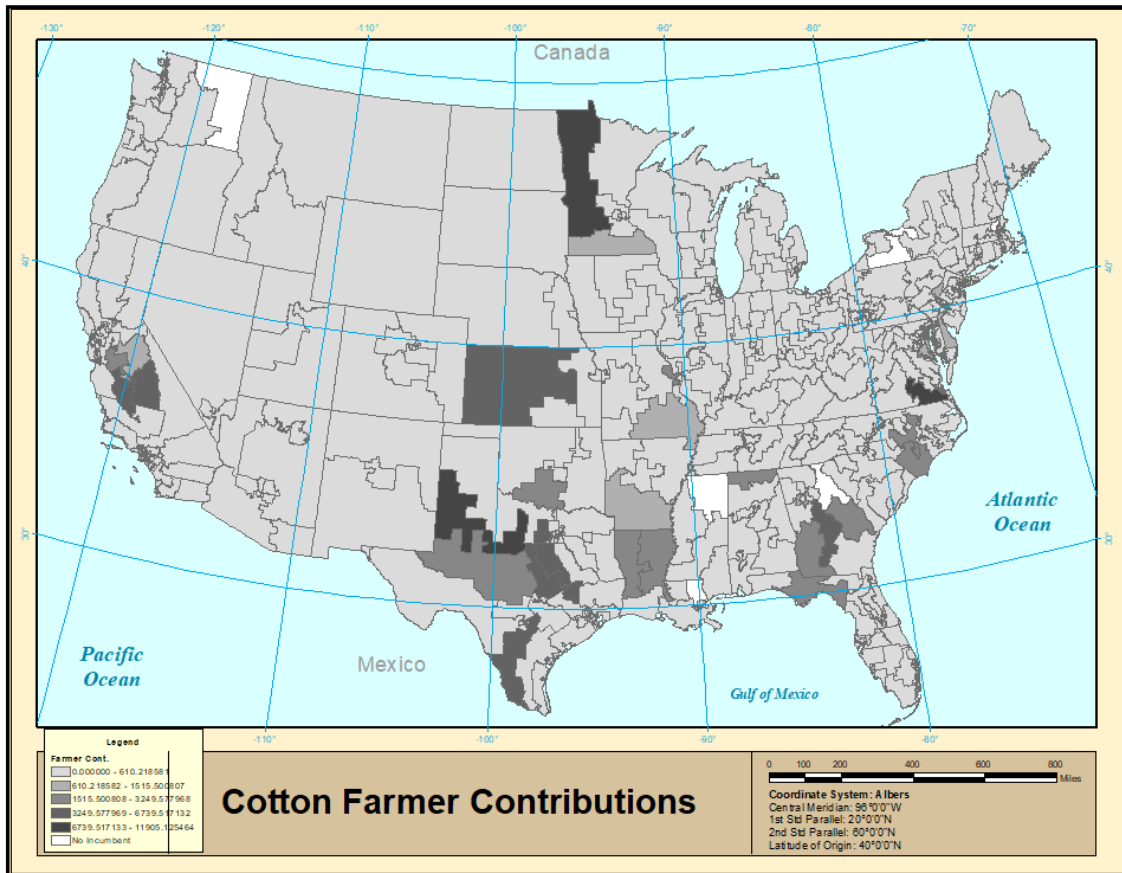 -130°
-120°
-110°
-100°
-90°
-80°
-70°
Canada
40°
40°
30°
30°
Atlantic
Ocean
Pacific
Ocean
Mexico
Gulf of Mexico
-110°
-100°
-90°
-80°
Legend
Farmer Cont.
0.000000 - 610.218581
610.218582 - 1515.500807
1515.500808 - 3249.577968
3249.577969 - 6739.517132
6739.517133 - 11905.125464
No Incumbent
Cotton Farmer Contributions
0 100 200 400 600 800
Miles
Coordinate System: Albers
Central Meridian: 96°0'0"W
1st Std Parallel: 20°0'0"N
2nd Std Parallel: 60°0'0"N
Latitude of Origin: 40°0'0"N